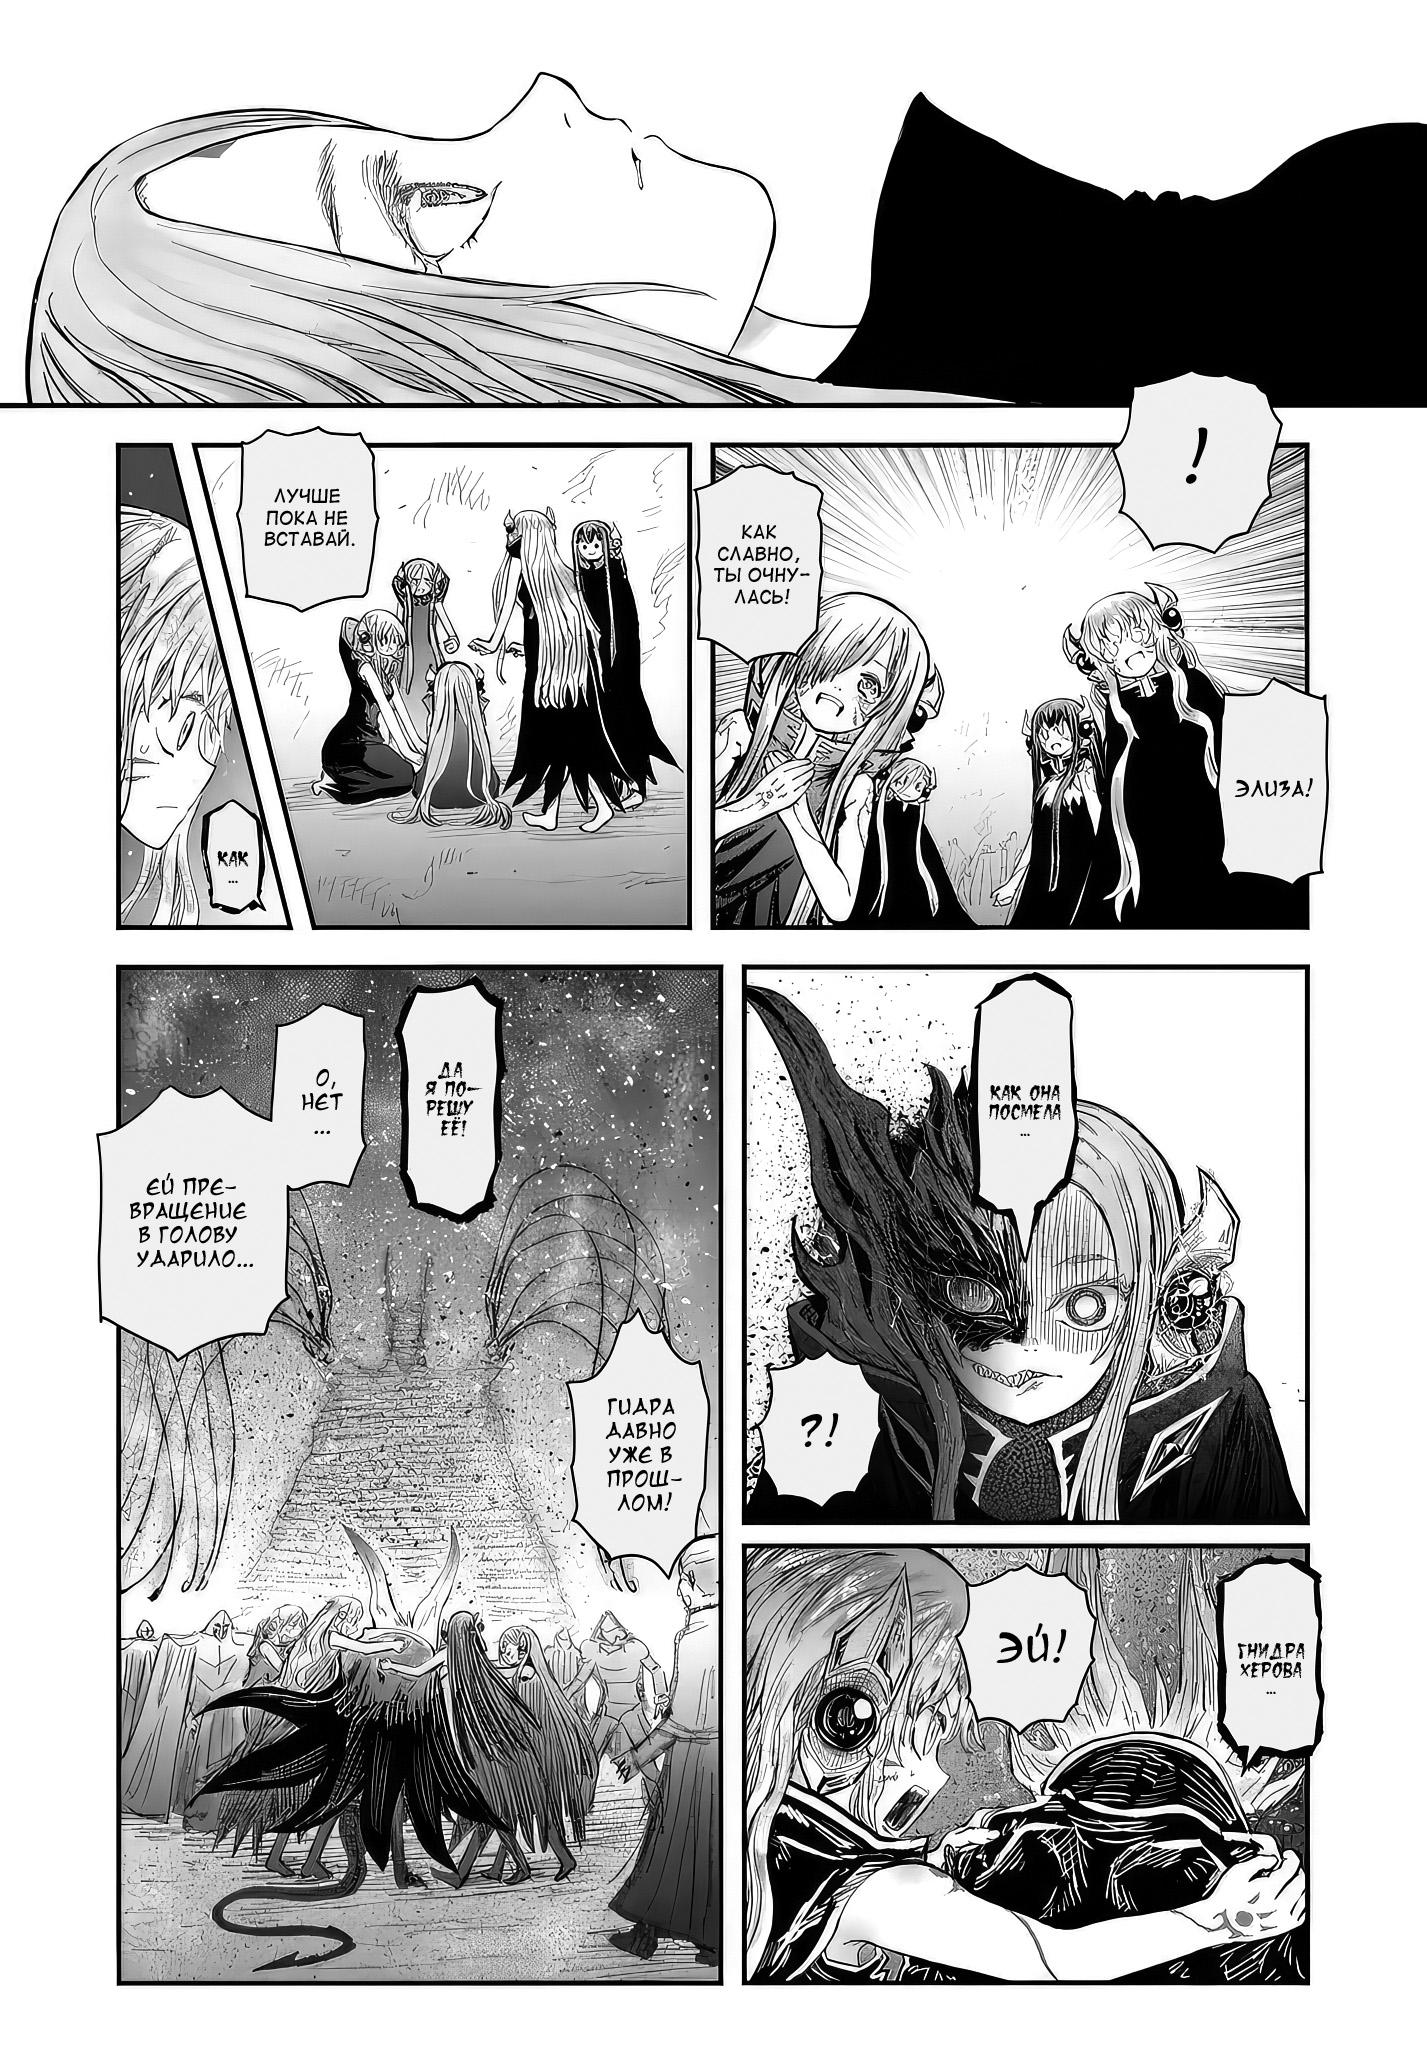 !
ЭЛИЗА!
КАК
СЛАВНО,
ТЫ ОЧНУ-
ЛАСЬ!
ЛУЧШЕ
ПОКА НЕ
ВСТАВАЙ.
КАК
...
КАК ОНА
ПОСМЕЛА
...
?!
ГНИДРА
ХЕРОВА
...
ЭЙ!
ДА
Я ПО-
РЕШУ
ЕЁ!
О,
НЕТ
...
ЕЙ ПРЕ-
ВРАЩЕНИЕ
В ГОЛОВУ
УДАРИЛО...
ГИДРА
ДАВНО
УЖЕ В
ПРОШ-
ЛОМ!